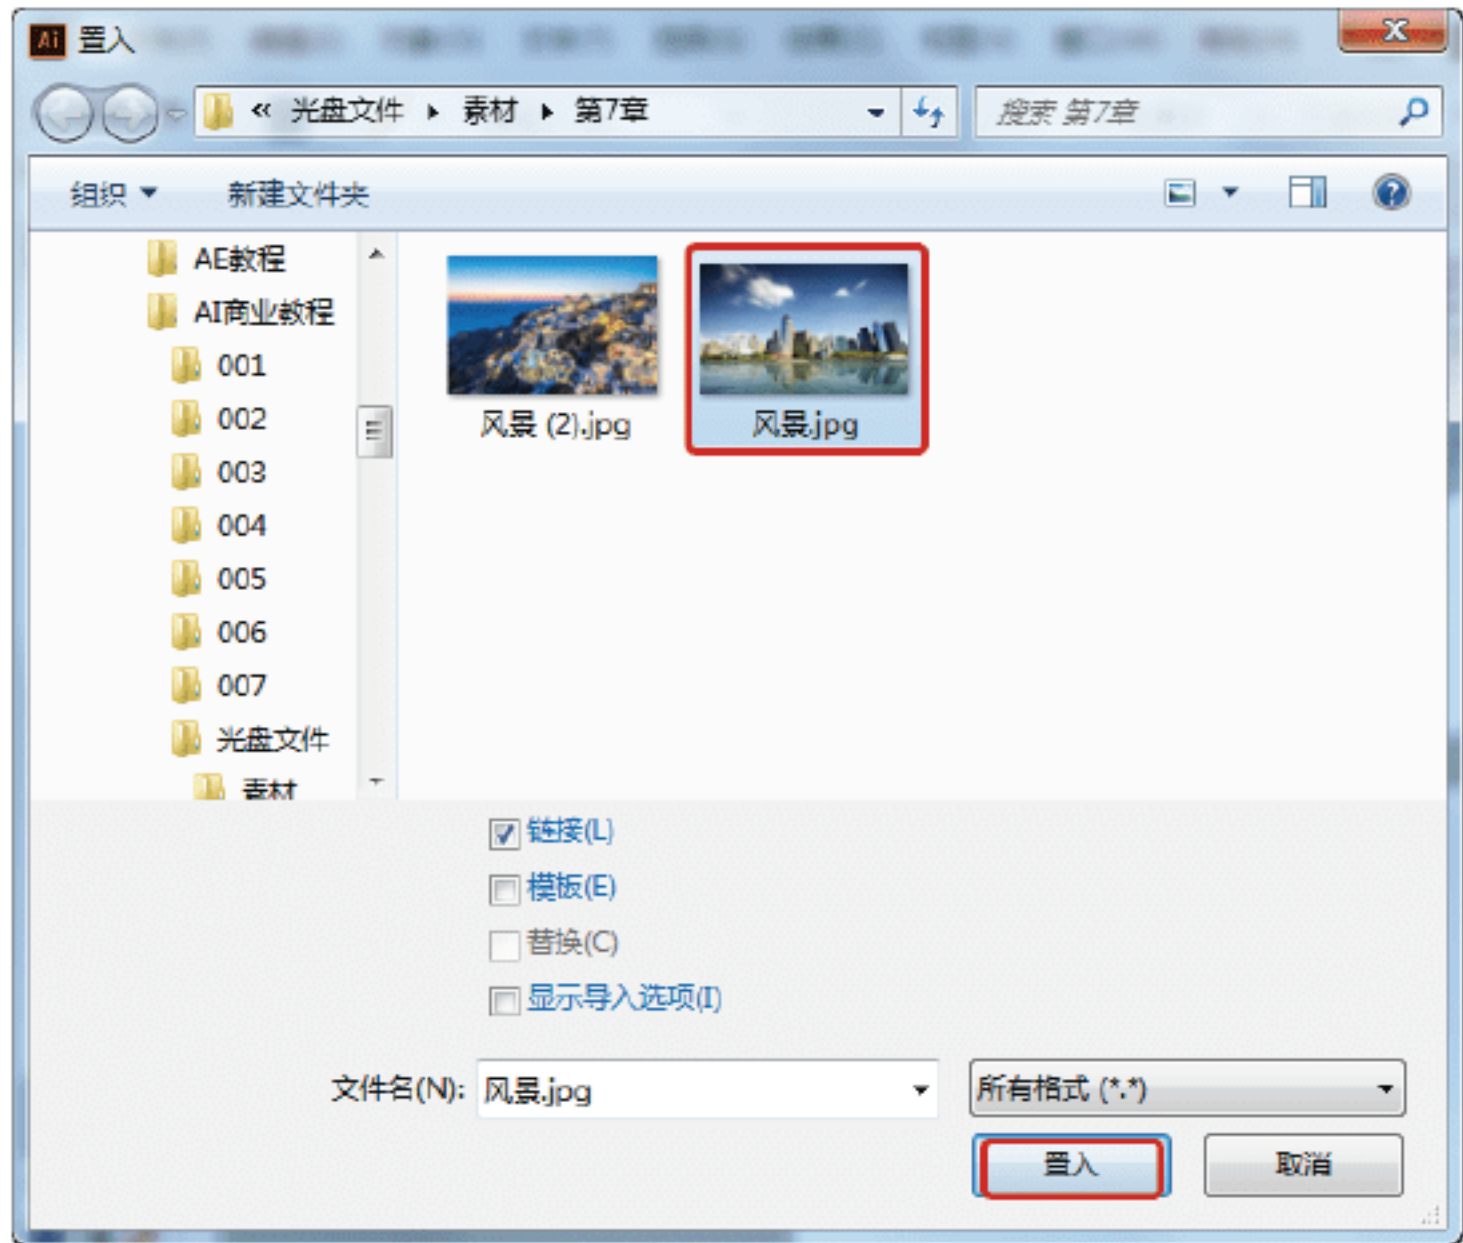 Ai 置入
« 光盘文件 ▸ 素材 ▸ 第7章
搜索 第7章
组织 新建文件夹
AE教程
AI商业教程
001
002
003
004
005
006
007
光盘文件
素材
风景 (2).jpg
风景.jpg
链接(L)
模板(E)
替换(C)
显示导入选项(I)
文件名(N): 风景.jpg
所有格式 (*.*)
置入 取消